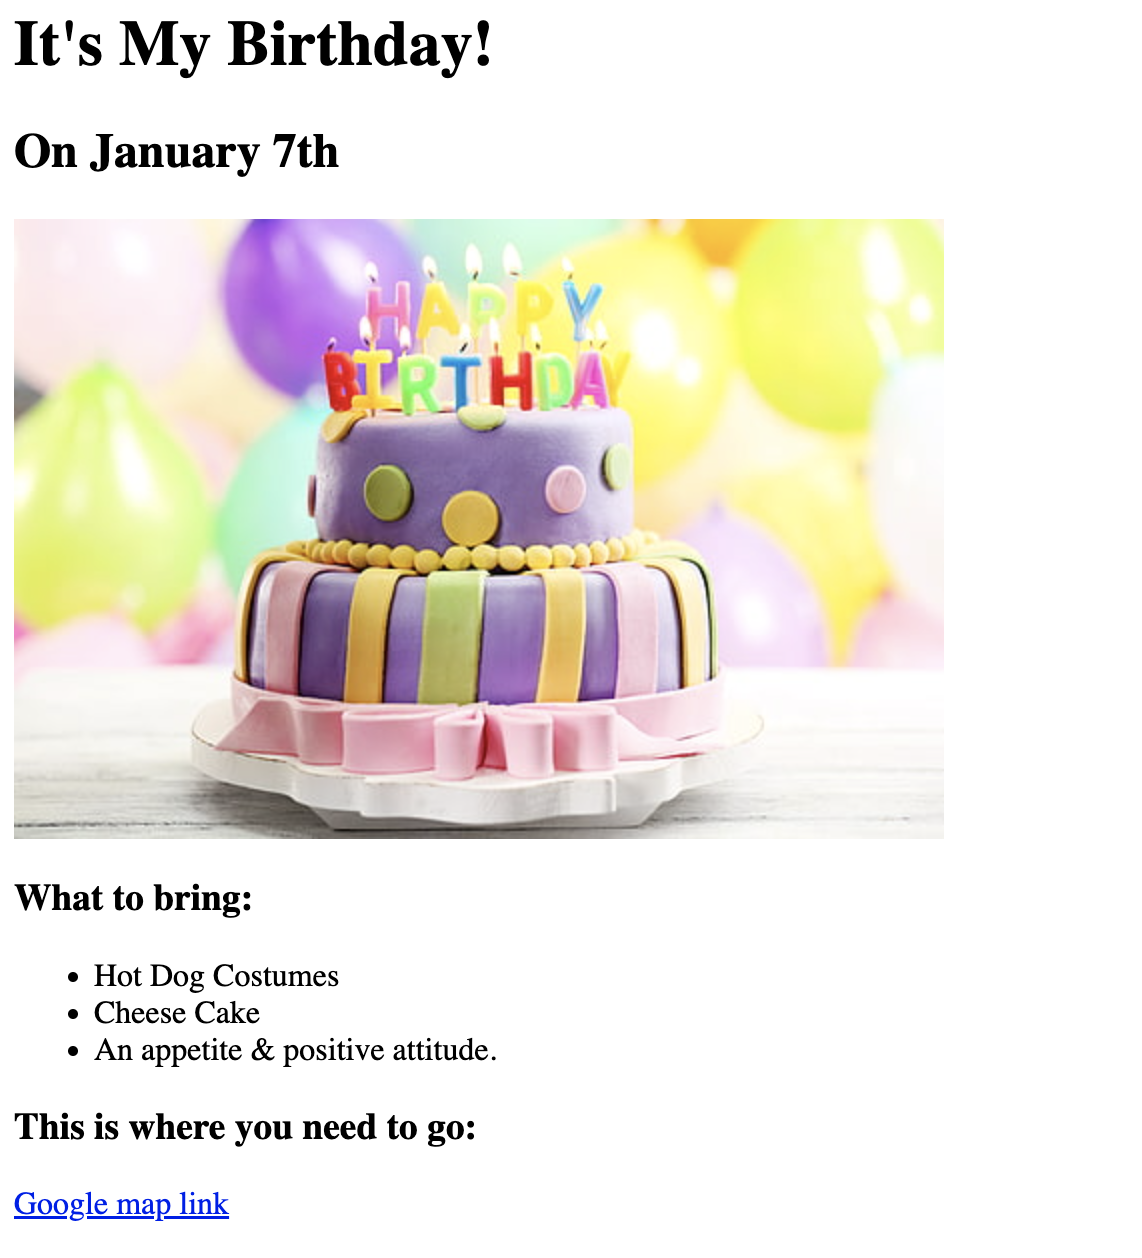 It's My Birthday!
On January 7th
HAPPY
BIRTHDAY
What to bring:
Hot Dog Costumes
Cheese Cake
An appetite & positive attitude.
This is where you need to go:
Google map link